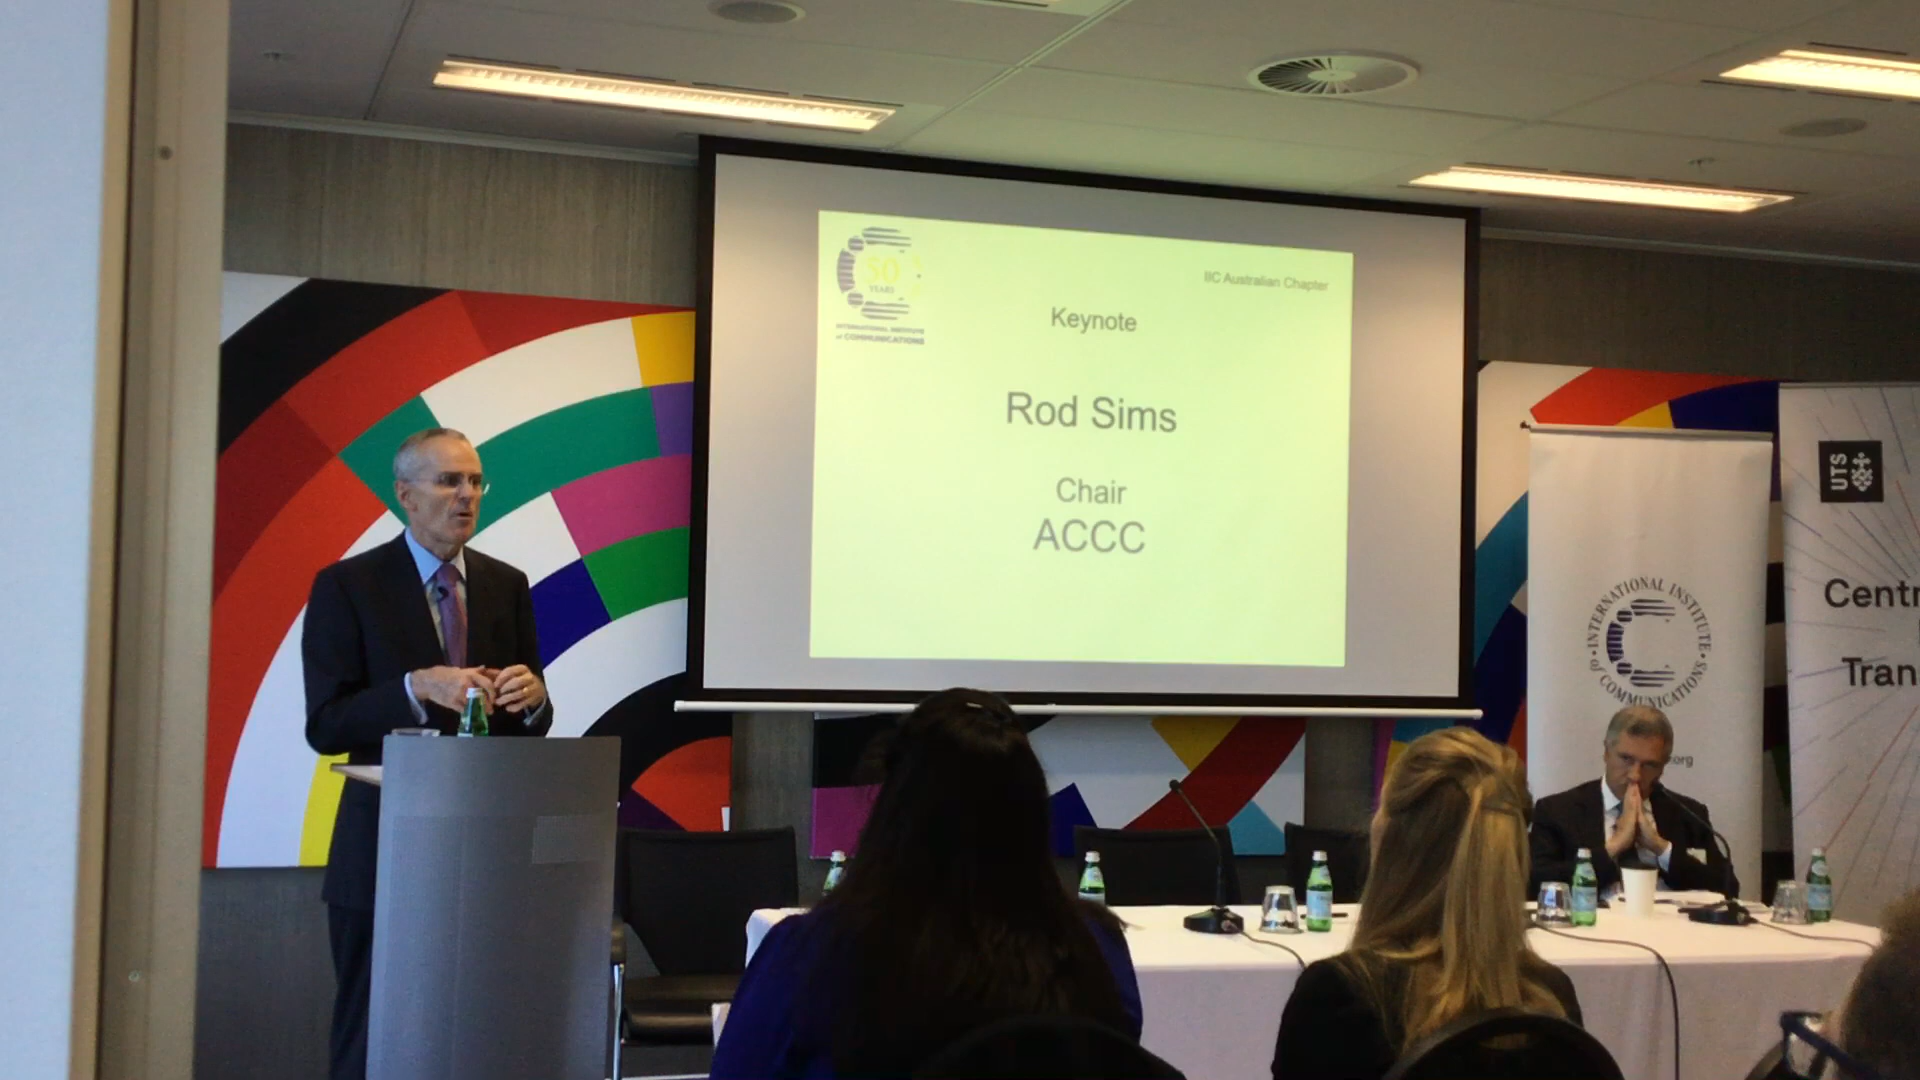 50
YEARS
INTERNATIONAL INSTITUTE
of COMMUNICATIONS
IIC Australian Chapter
Keynote
Rod Sims
Chair
ACCC
INTERNATIONAL INSTITUTE
of COMMUNICATIONS
.org
UTS
Centr
Tran